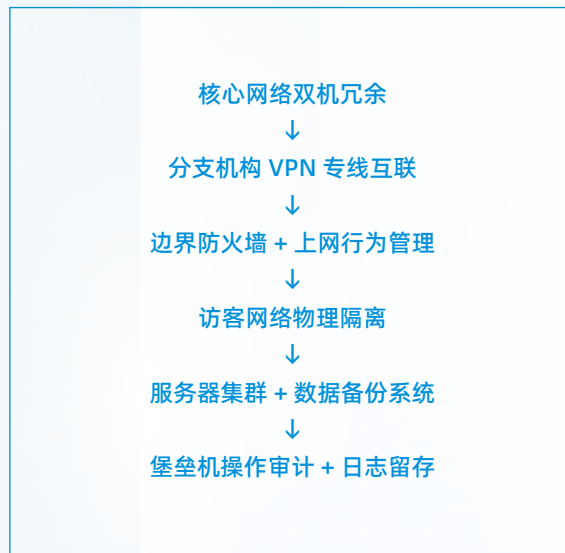 核心网络双机冗余
↓
分支机构 VPN 专线互联
↓
边界防火墙 + 上网行为管理
↓
访客网络物理隔离
↓
服务器集群 + 数据备份系统
↓
堡垒机操作审计 + 日志留存